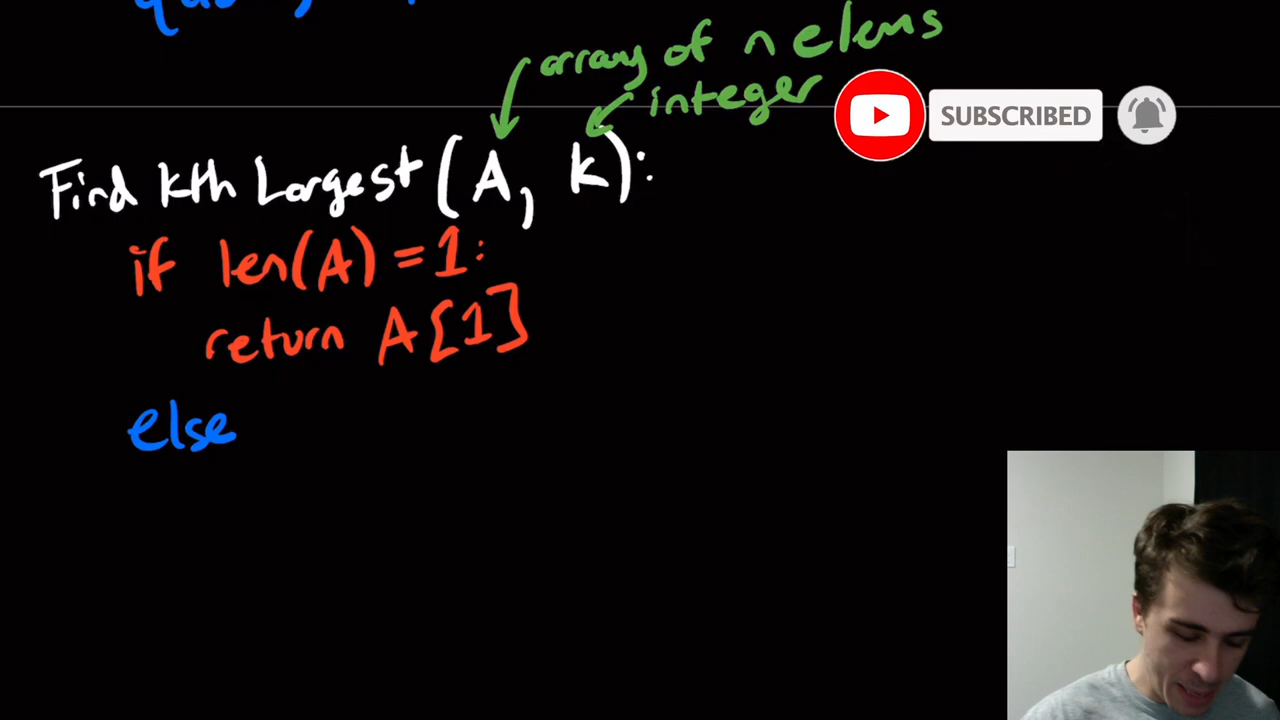 array of n elems
integer
SUBSCRIBED
Find kth Largest (A, k):
if len(A) = 1:
return A[1]
else